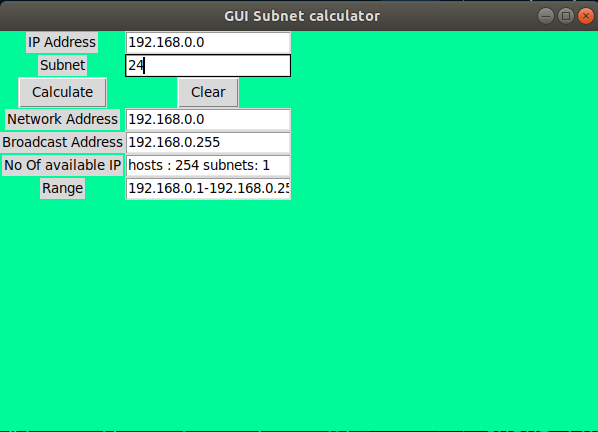 GUI Subnet calculator
IP Address 192.168.0.0
Subnet 24
Calculate Clear
Network Address 192.168.0.0
Broadcast Address 192.168.0.255
No Of available IP hosts : 254 subnets: 1
Range 192.168.0.1-192.168.0.25